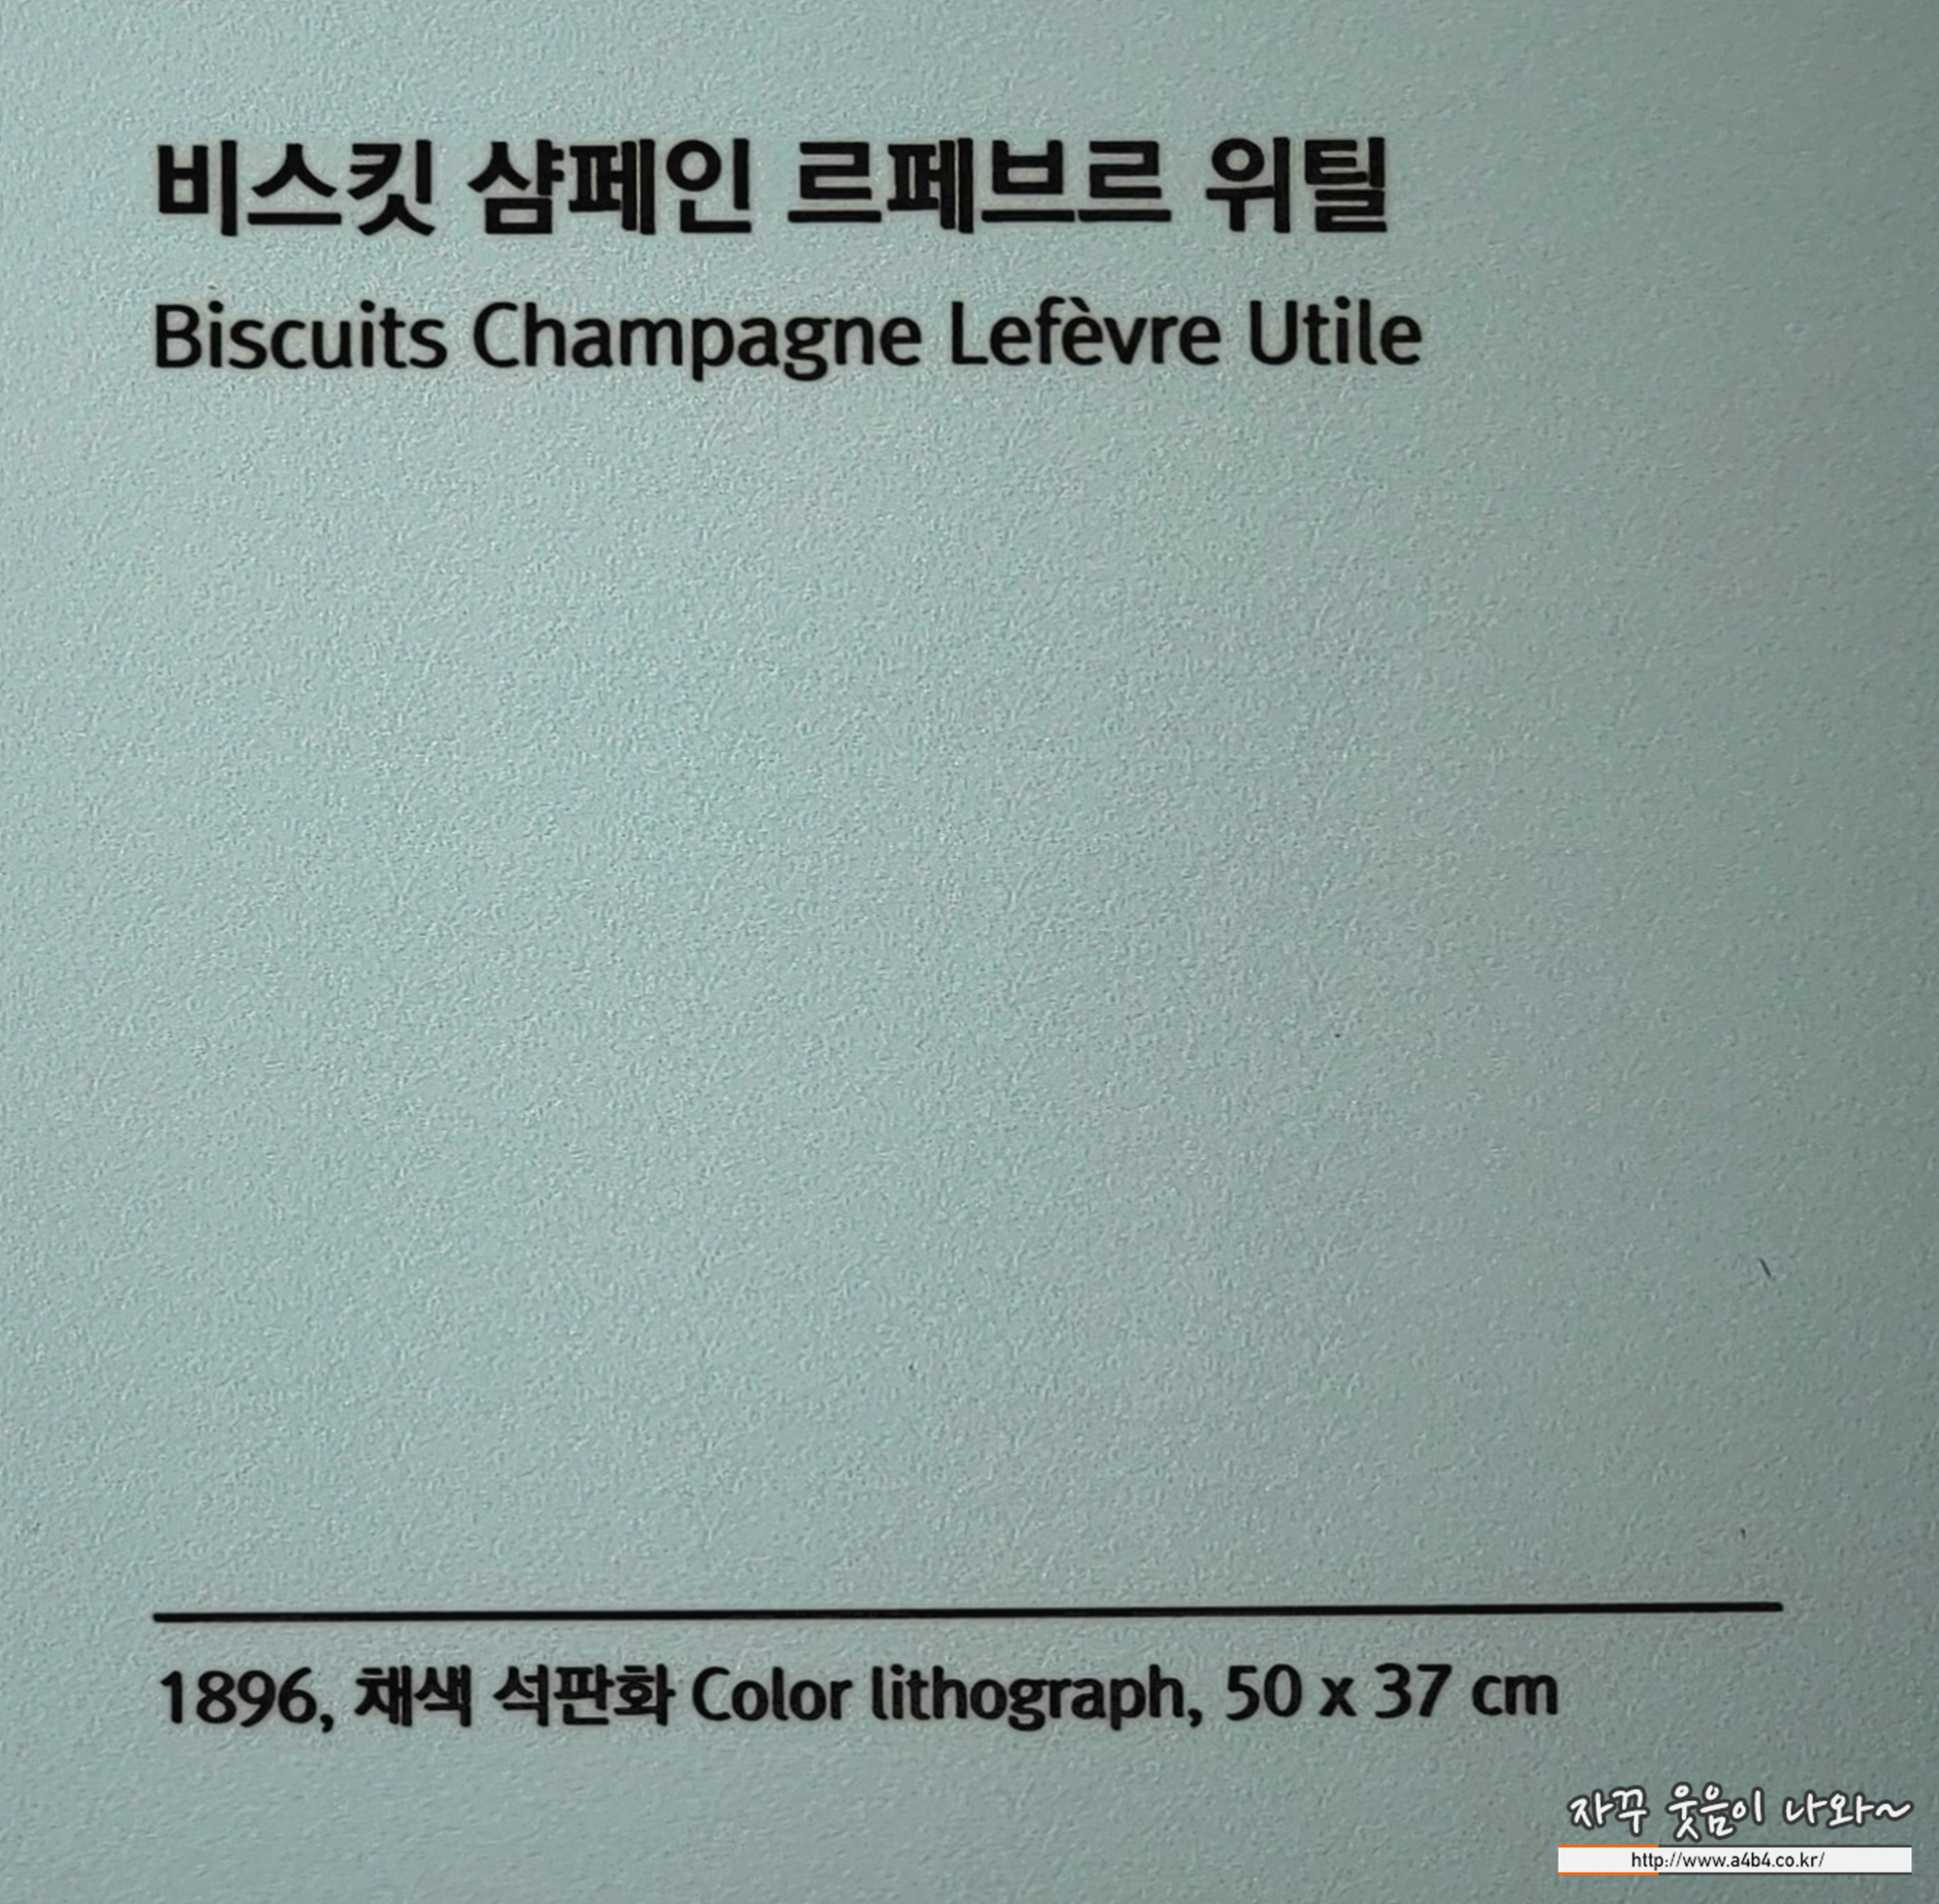 비스킷 샴페인 르페브르 위틸
Biscuits Champagne Lefèvre Utile
1896, 채색 석판화 Color lithograph, 50 x 37 cm
자꾸 웃음이 나와~
http://www.a4b4.co.kr/